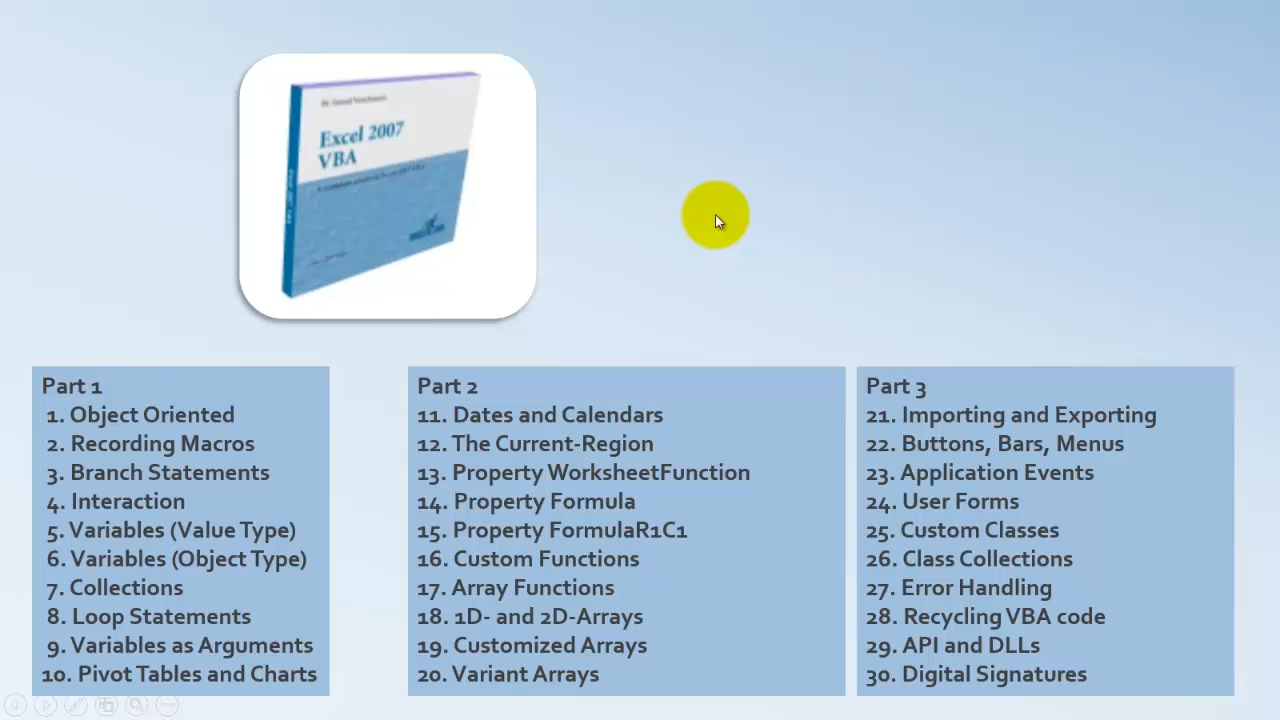 Excel 2007
VBA
Part 1
1. Object Oriented
2. Recording Macros
3. Branch Statements
4. Interaction
5. Variables (Value Type)
6. Variables (Object Type)
7. Collections
8. Loop Statements
9. Variables as Arguments
10. Pivot Tables and Charts
Part 2
11. Dates and Calendars
12. The Current-Region
13. Property WorksheetFunction
14. Property Formula
15. Property FormulaR1C1
16. Custom Functions
17. Array Functions
18. 1D- and 2D-Arrays
19. Customized Arrays
20. Variant Arrays
Part 3
21. Importing and Exporting
22. Buttons, Bars, Menus
23. Application Events
24. User Forms
25. Custom Classes
26. Class Collections
27. Error Handling
28. Recycling VBA code
29. API and DLLs
30. Digital Signatures